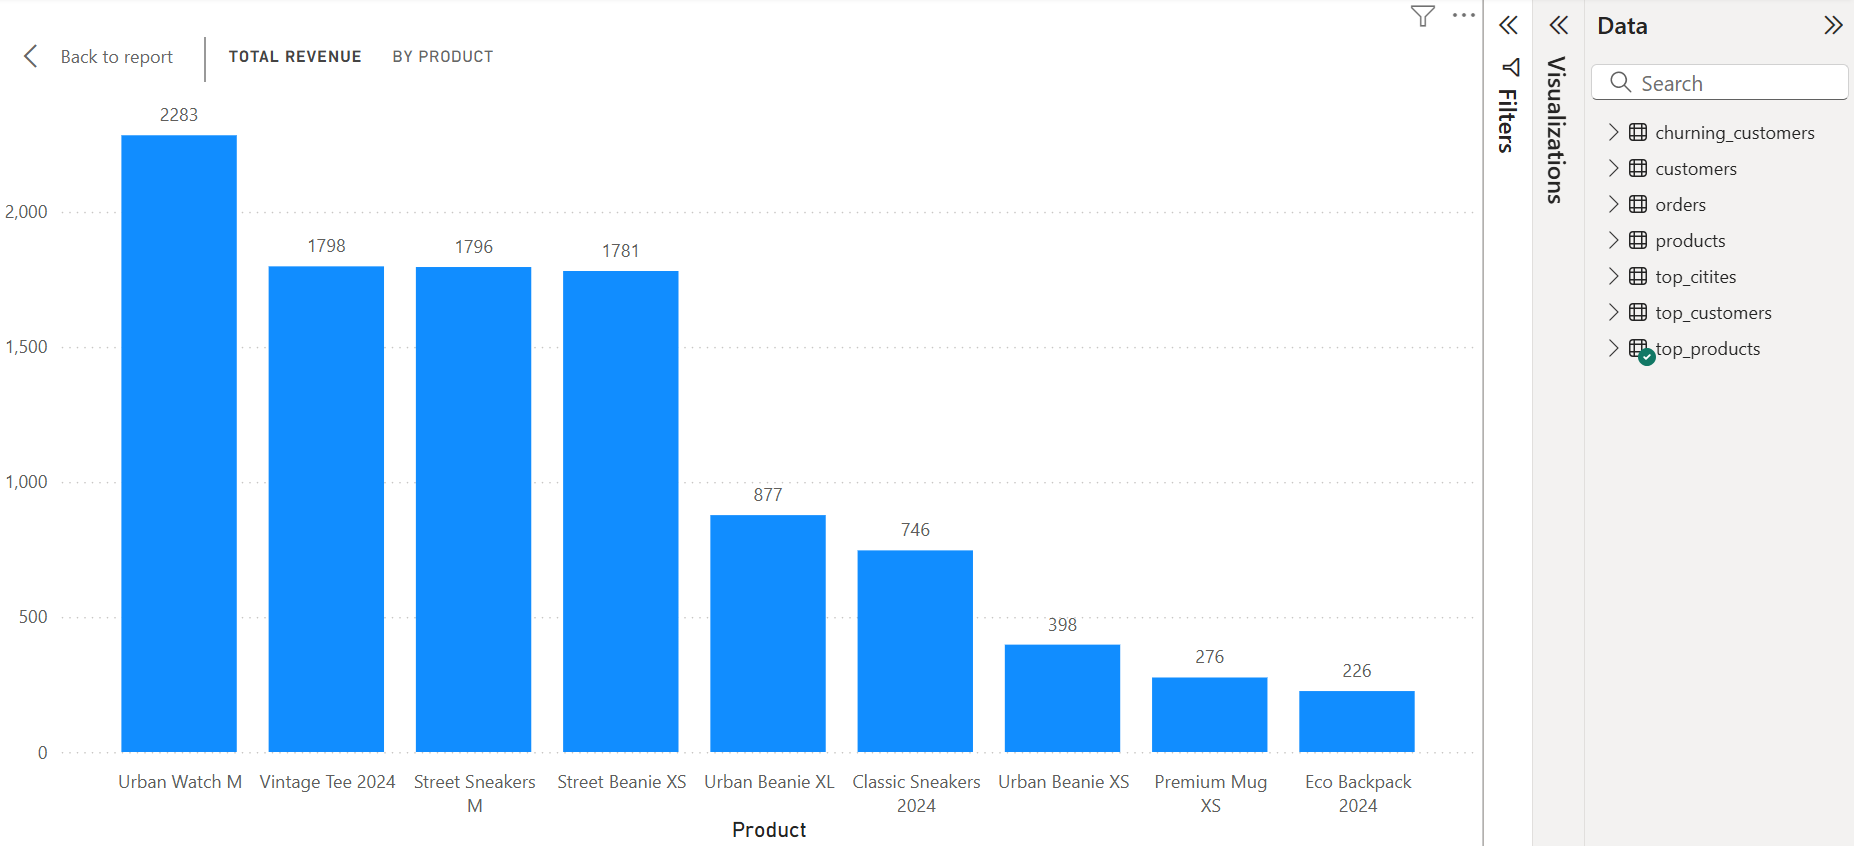 Back to report
TOTAL REVENUE
BY PRODUCT
2283
1798
1796
1781
877
746
398
276
226
2,000
1,500
1,000
500
0
Urban Watch M
Vintage Tee 2024
Street Sneakers
M
Street Beanie XS
Urban Beanie XL
Classic Sneakers
2024
Urban Beanie XS
Premium Mug
XS
Eco Backpack
2024
Product
Filters
Visualizations
Data
Search
churning_customers
customers
orders
products
top_citites
top_customers
top_products